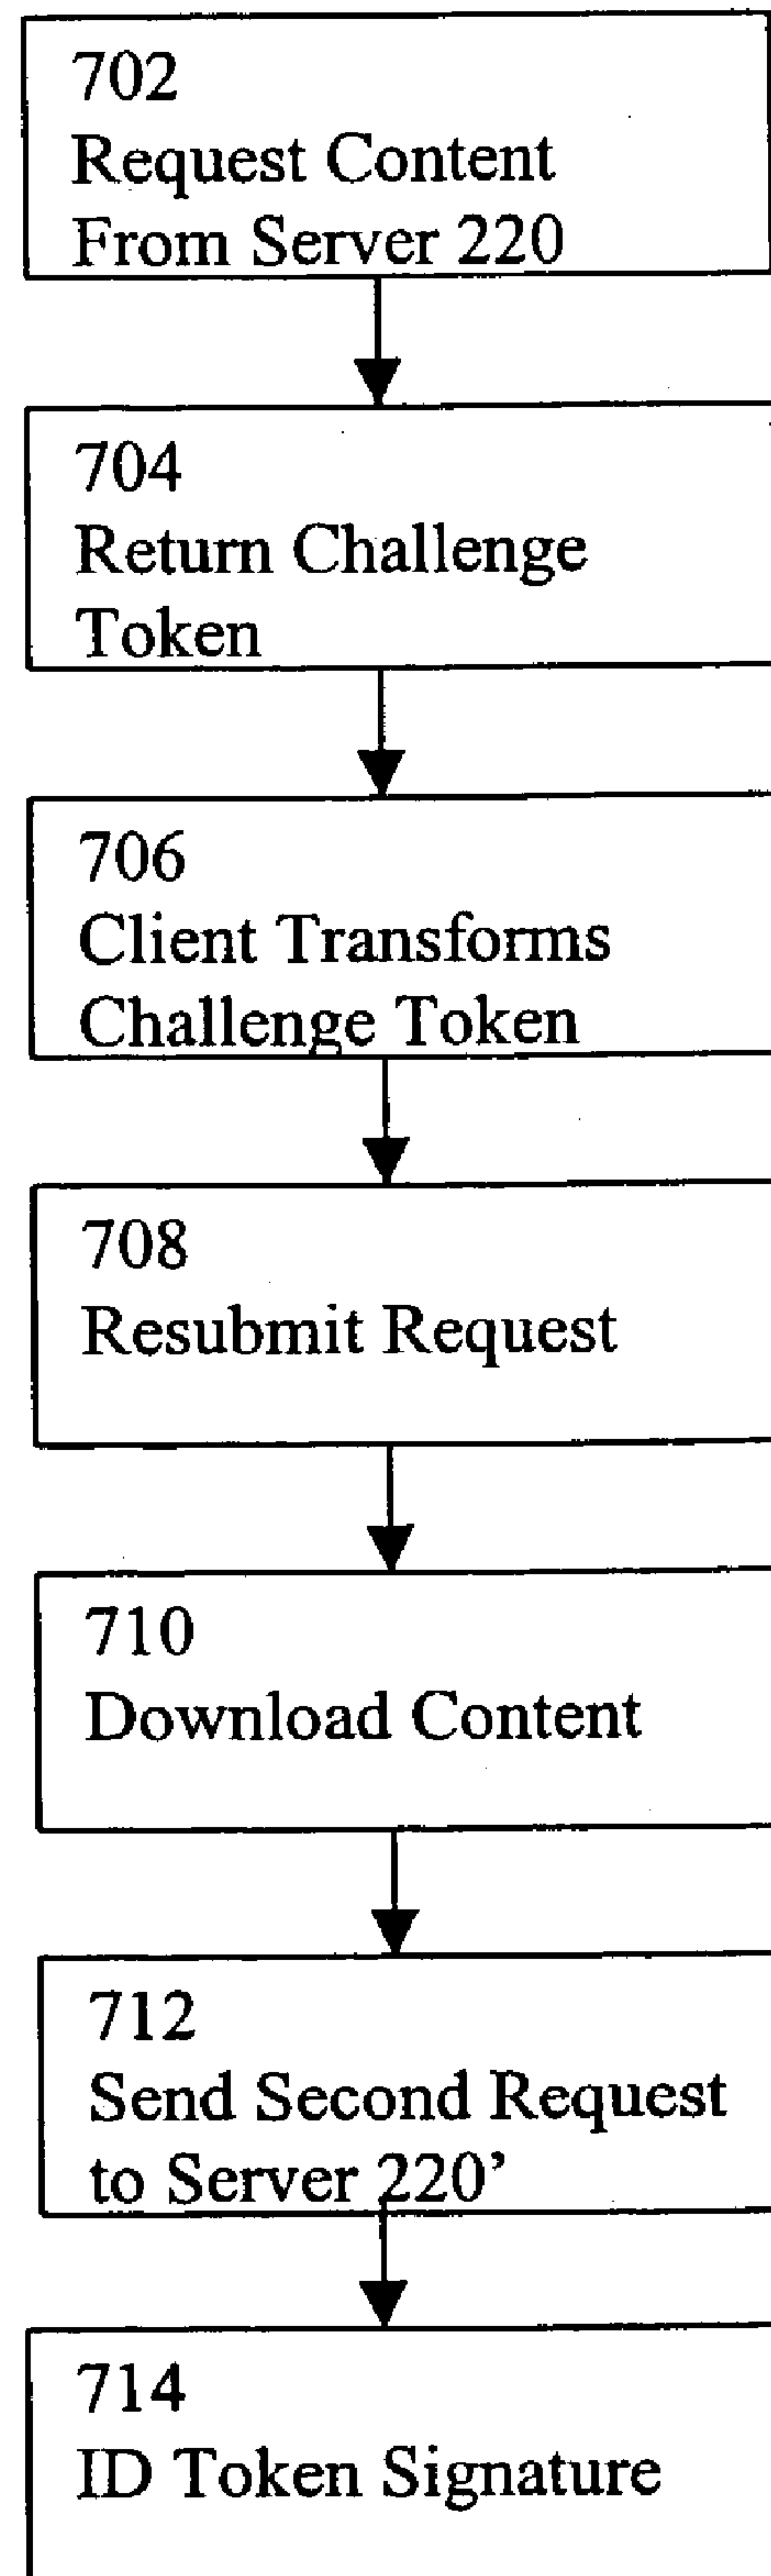 702
Request Content
From Server 220
704
Return Challenge
Token
706
Client Transforms
Challenge Token
708
Resubmit Request
710
Download Content
712
Send Second Request
to Server 220’
714
ID Token Signature